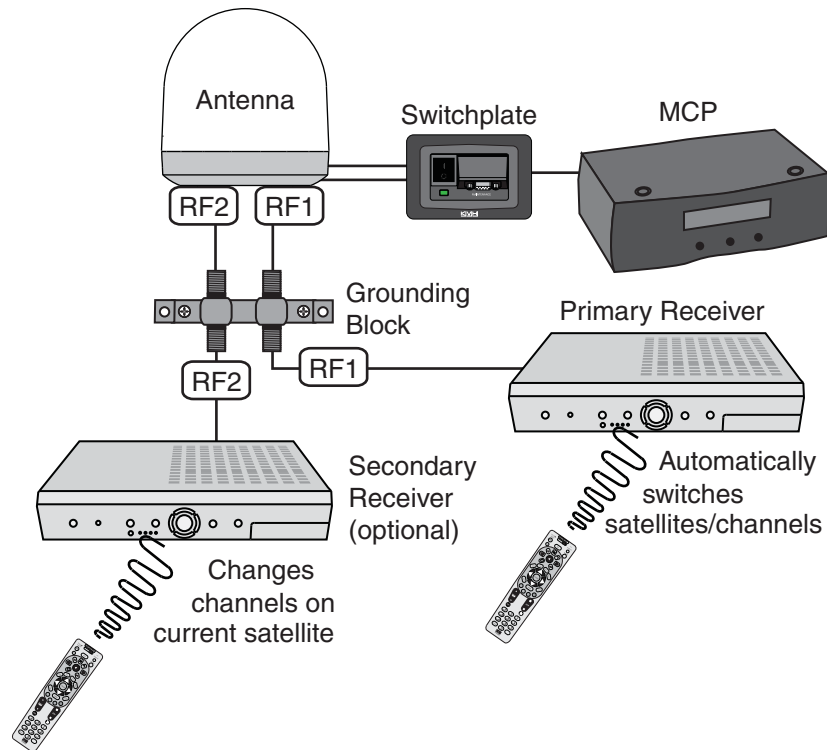 Antenna
Switchplate
MCP
RF2
RF1
Grounding
Block
Primary Receiver
RF2
RF1
Secondary
Receiver
(optional)
Automatically
switches
satellites/channels
Changes
channels on
current satellite
KVH